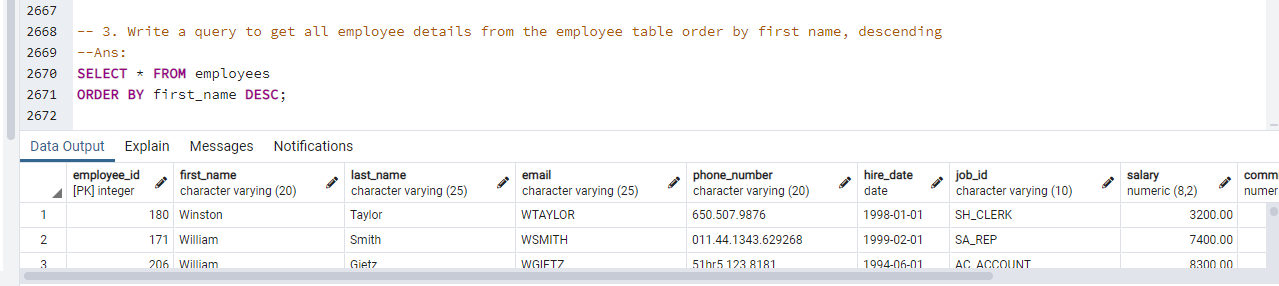 2667
2668 -- 3. Write a query to get all employee details from the employee table order by first name, descending
2669 --Ans:
2670 SELECT * FROM employees
2671 ORDER BY first_name DESC;
2672
Data Output Explain Messages Notifications
employee_id first_name last_name email phone_number hire_date job_id salary comm
[PK] integer character varying (20) character varying (25) character varying (25) character varying (20) date character varying (10) numeric (8,2) numer
1 180 Winston Taylor WTAYLOR 650.507.9876 1998-01-01 SH_CLERK 3200.00
2 171 William Smith WSMITH 011.44.1343.629268 1999-02-01 SA_REP 7400.00
3 206 William Gietz WGIETZ 51hr5.123.8181 1994-06-01 AC_ACCOUNT 8300.00